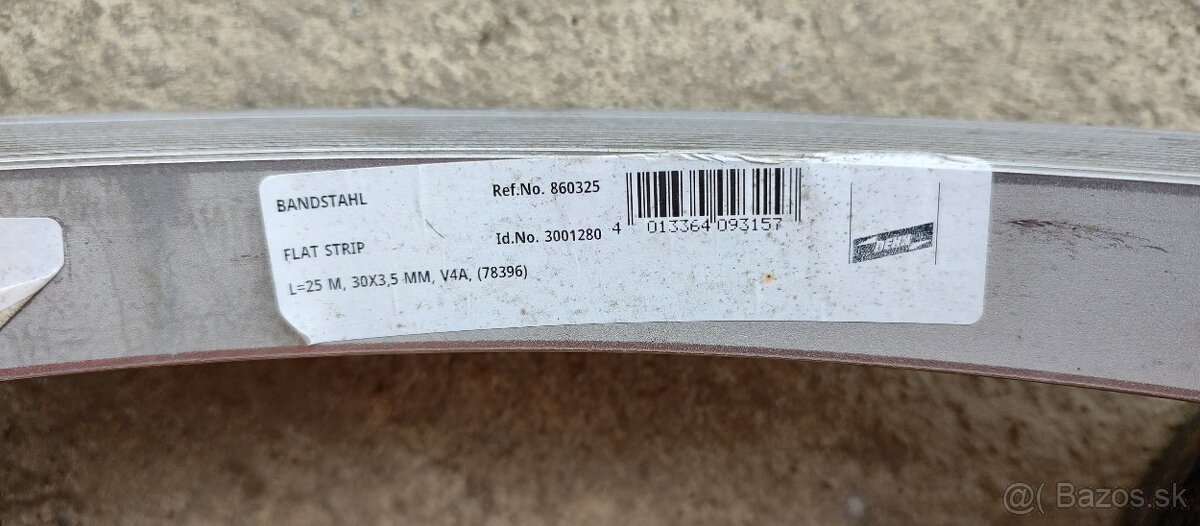 BANDSTAHL
Ref.No. 860325
FLAT STRIP
Id.No. 3001280
4 013364 093157
L=25 M, 30X3,5 MM, V4A, (78396)
DEHN
@( Bazos.sk